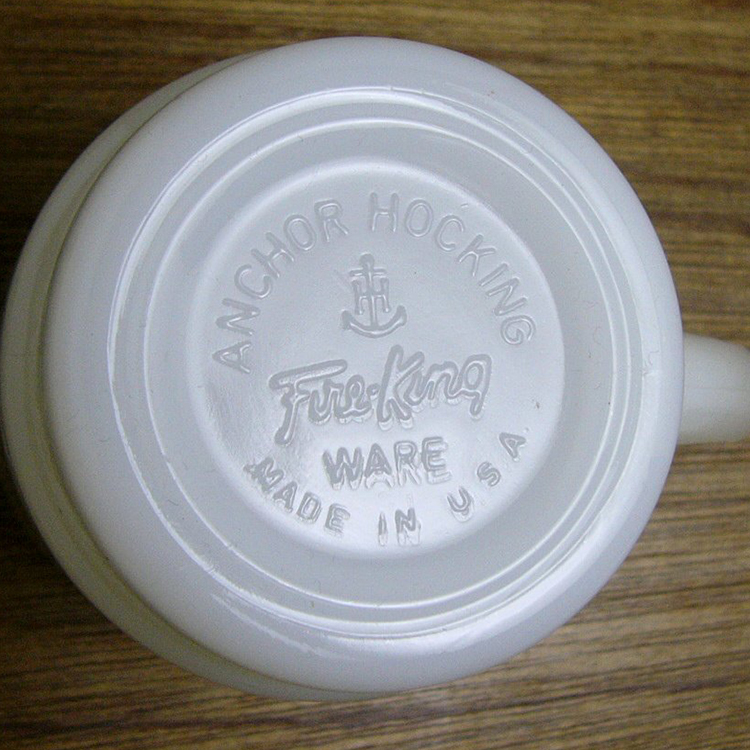 ANCHOR HOCKING
H
Fire-King
WARE
MADE IN U.S.A.